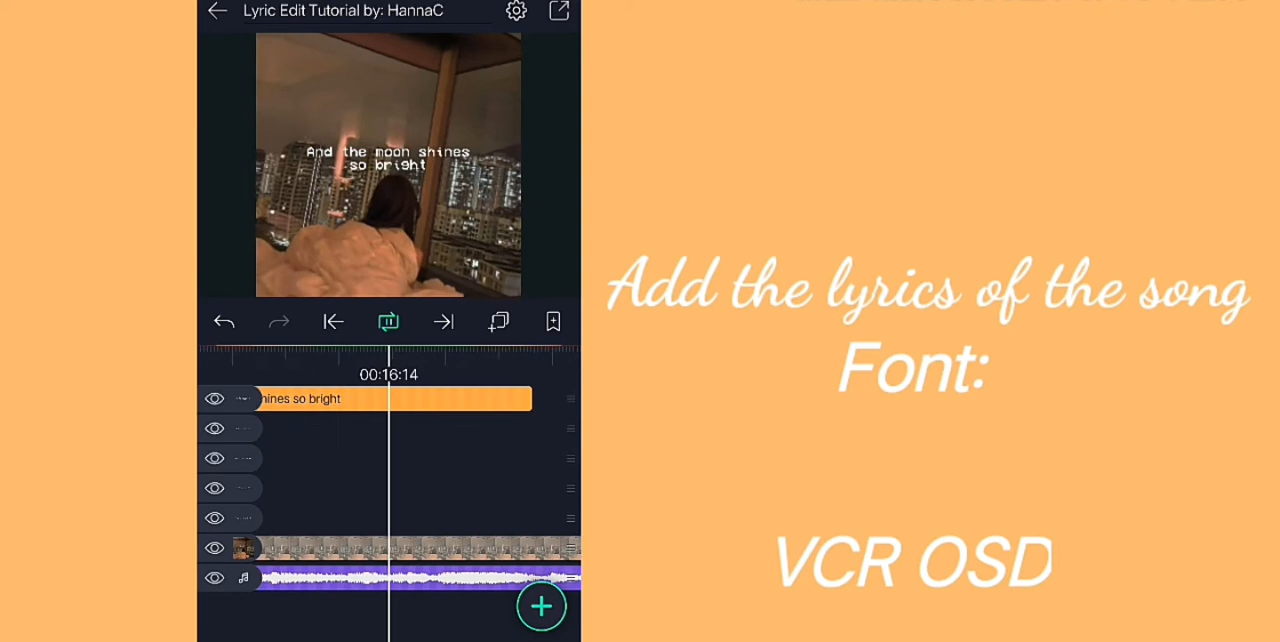 Lyric Edit Tutorial by: HannaC
And the moon shines
so bright
00:16:14
so bright
Add the lyrics of the song
Font:
VCR OSD